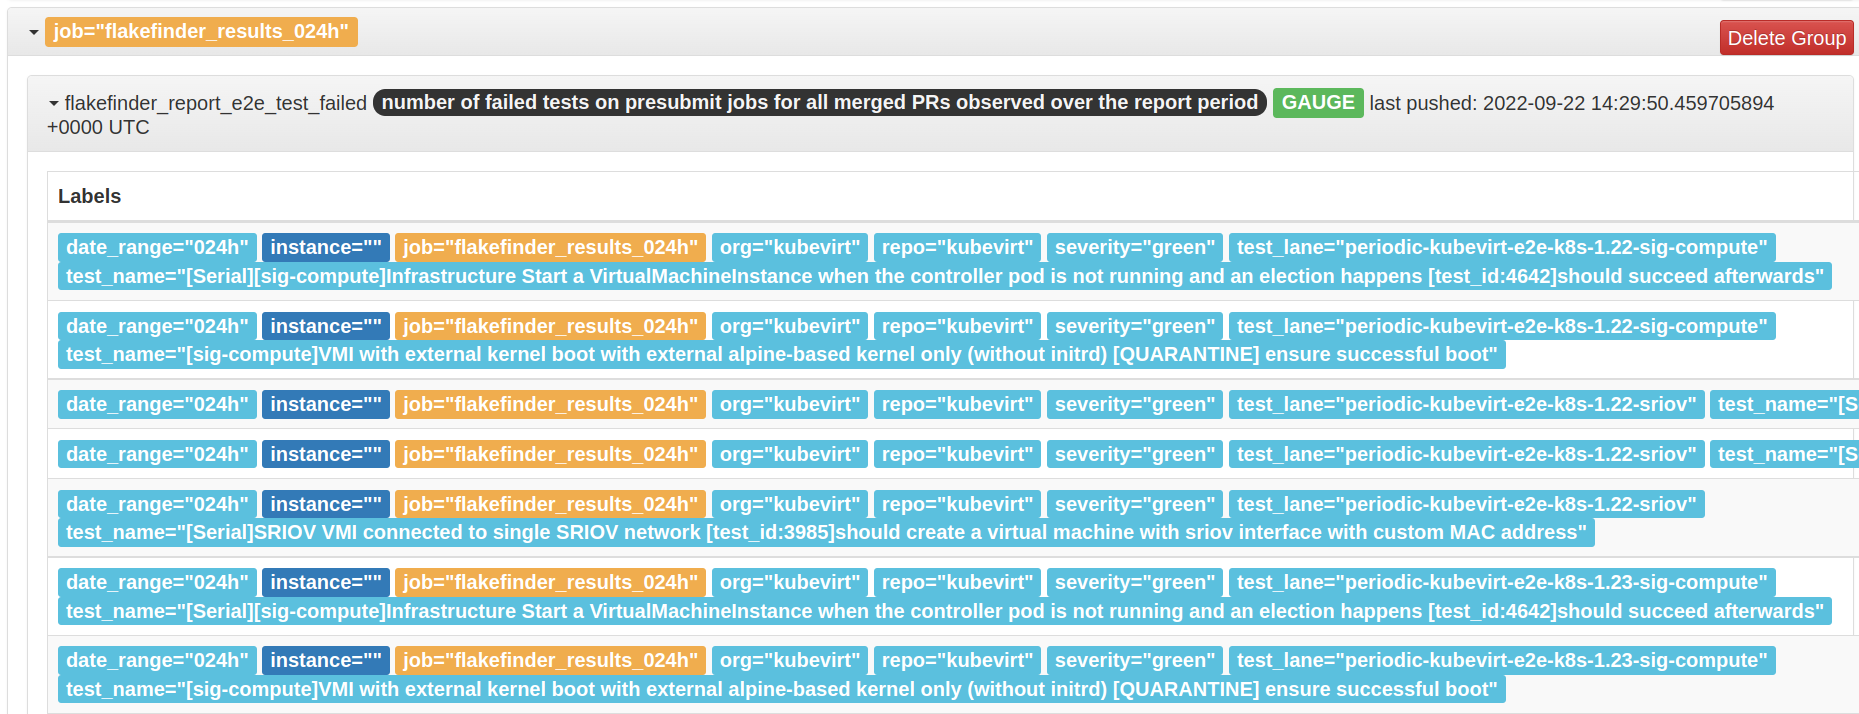 job="flakefinder_results_024h" Delete Group
flakefinder_report_e2e_test_failed number of failed tests on presubmit jobs for all merged PRs observed over the report period GAUGE last pushed: 2022-09-22 14:29:50.459705894
+0000 UTC
Labels
date_range="024h" instance="" job="flakefinder_results_024h" org="kubevirt" repo="kubevirt" severity="green" test_lane="periodic-kubevirt-e2e-k8s-1.22-sig-compute"
test_name="[Serial][sig-compute]Infrastructure Start a VirtualMachineInstance when the controller pod is not running and an election happens [test_id:4642]should succeed afterwards"
date_range="024h" instance="" job="flakefinder_results_024h" org="kubevirt" repo="kubevirt" severity="green" test_lane="periodic-kubevirt-e2e-k8s-1.22-sig-compute"
test_name="[sig-compute]VMI with external kernel boot with external alpine-based kernel only (without initrd) [QUARANTINE] ensure successful boot"
date_range="024h" instance="" job="flakefinder_results_024h" org="kubevirt" repo="kubevirt" severity="green" test_lane="periodic-kubevirt-e2e-k8s-1.22-sriov" test_name="[S
date_range="024h" instance="" job="flakefinder_results_024h" org="kubevirt" repo="kubevirt" severity="green" test_lane="periodic-kubevirt-e2e-k8s-1.22-sriov" test_name="[S
date_range="024h" instance="" job="flakefinder_results_024h" org="kubevirt" repo="kubevirt" severity="green" test_lane="periodic-kubevirt-e2e-k8s-1.22-sriov"
test_name="[Serial]SRIOV VMI connected to single SRIOV network [test_id:3985]should create a virtual machine with sriov interface with custom MAC address"
date_range="024h" instance="" job="flakefinder_results_024h" org="kubevirt" repo="kubevirt" severity="green" test_lane="periodic-kubevirt-e2e-k8s-1.23-sig-compute"
test_name="[Serial][sig-compute]Infrastructure Start a VirtualMachineInstance when the controller pod is not running and an election happens [test_id:4642]should succeed afterwards"
date_range="024h" instance="" job="flakefinder_results_024h" org="kubevirt" repo="kubevirt" severity="green" test_lane="periodic-kubevirt-e2e-k8s-1.23-sig-compute"
test_name="[sig-compute]VMI with external kernel boot with external alpine-based kernel only (without initrd) [QUARANTINE] ensure successful boot"